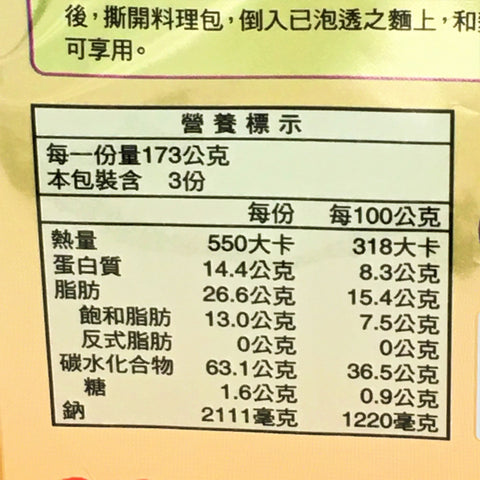 後，撕開料理包，倒入已泡透之麵上，和
可享用。
營養標示
每一份量173公克
本包裝含 3份
每份 每100公克
熱量 550大卡 318大卡
蛋白質 14.4公克 8.3公克
脂肪 26.6公克 15.4公克
飽和脂肪 13.0公克 7.5公克
反式脂肪 0公克 0公克
碳水化合物 63.1公克 36.5公克
糖 1.6公克 0.9公克
鈉 2111毫克 1220毫克